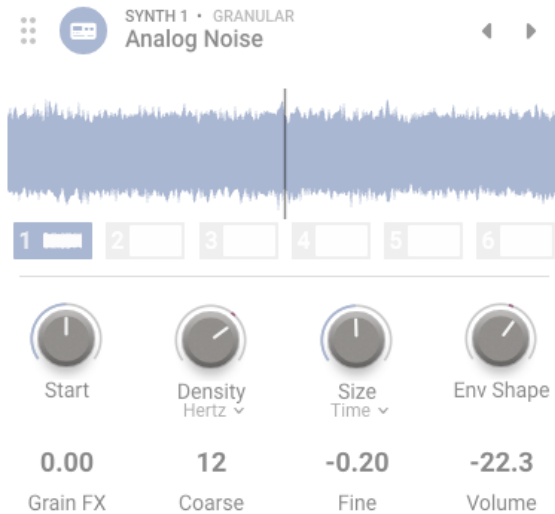 SYNTH 1 • GRANULAR
Analog Noise
1 2 3 4 5 6
Start Density Size Env Shape
Hertz Time
0.00 12 -0.20 -22.3
Grain FX Coarse Fine Volume